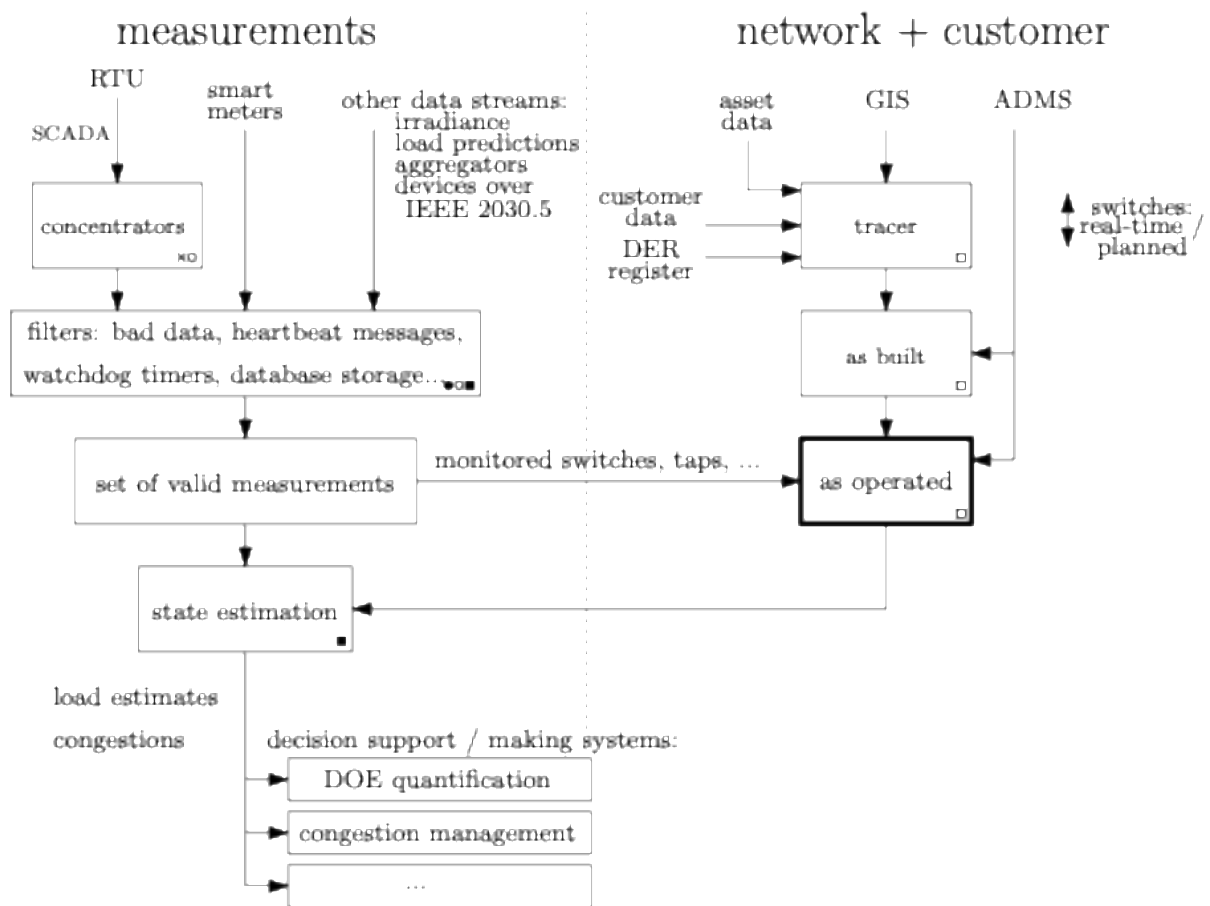 measurements
network + customer
RTU
SCADA
smart
meters
other data streams:
irradiance
load predictions
aggregators
devices over
IEEE 2030.5
asset
data
GIS
ADMS
concentrators
customer
data
DER
register
tracer
switches:
real-time /
planned
filters: bad data, heartbeat messages,
watchdog timers, database storage...
as built
set of valid measurements
monitored switches, taps, ...
as operated
state estimation
load estimates
congestions
decision support / making systems:
DOE quantification
congestion management
...